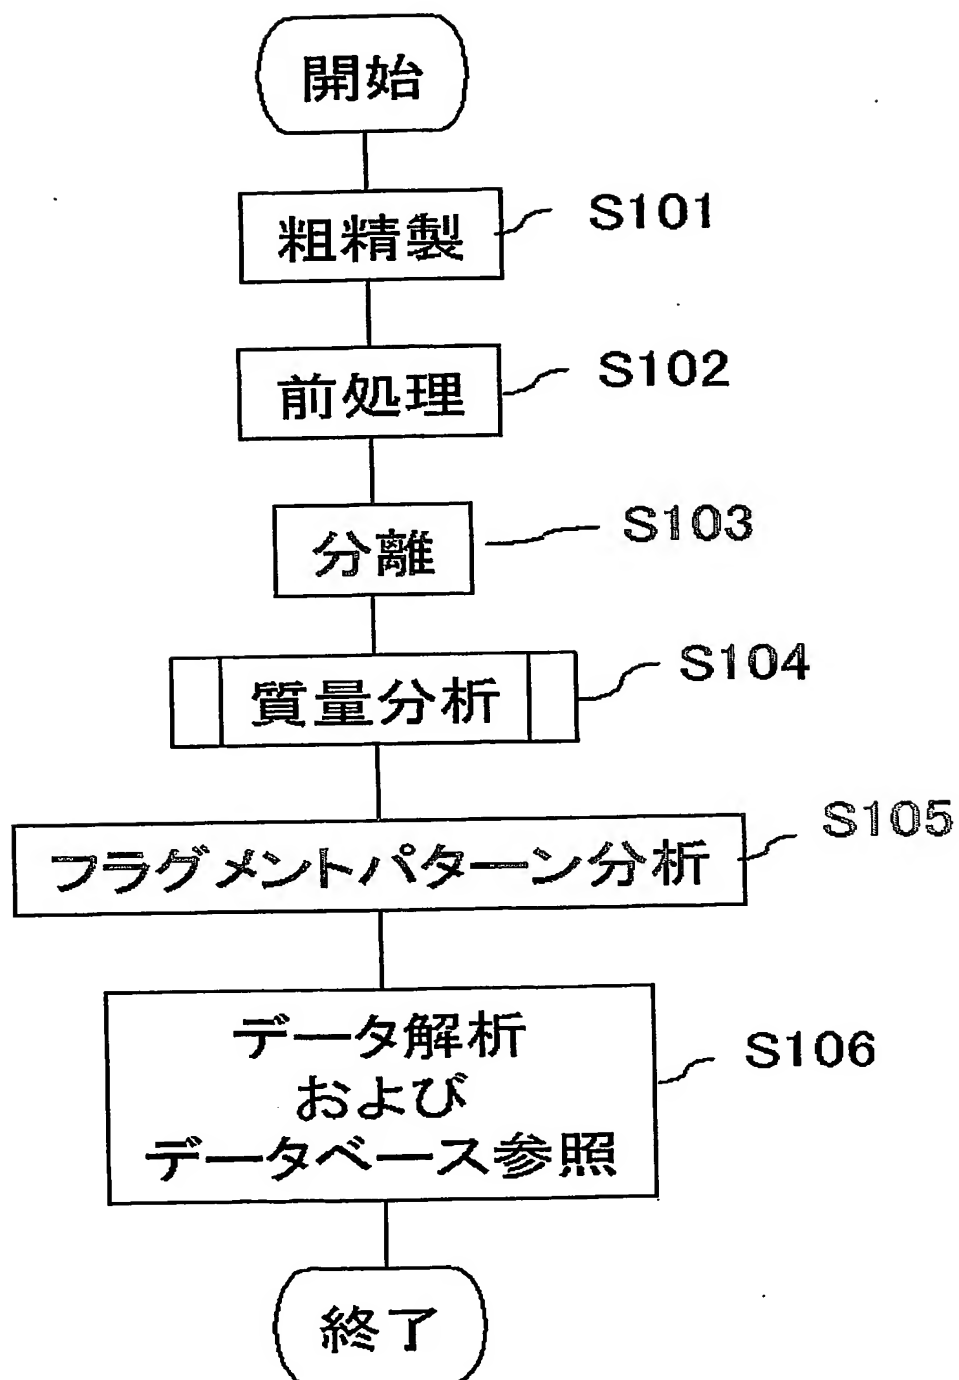 開始
粗精製
S101
前処理
S102
分離
S103
質量分析
S104
フラグメントパターン分析
S105
データ解析
および
データベース参照
S106
終了